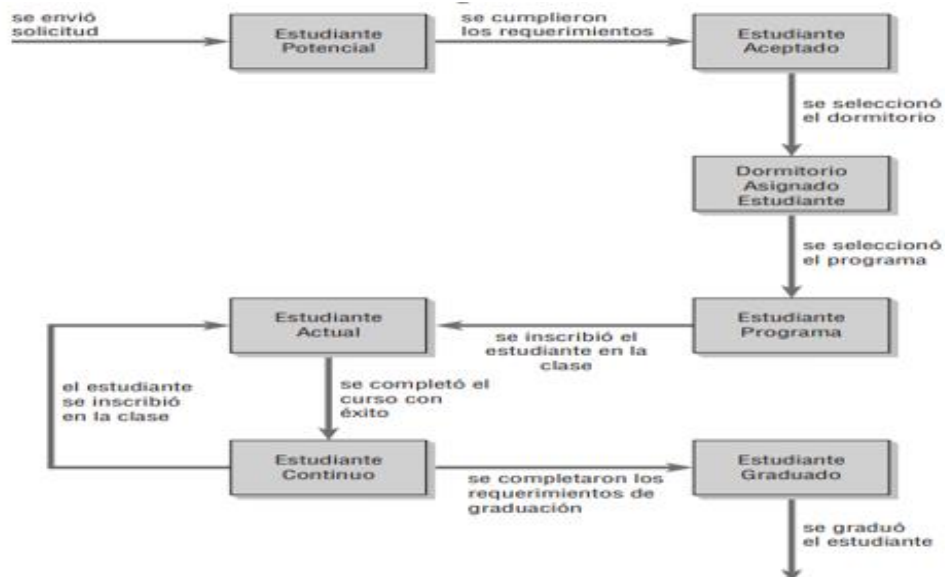 se envió
solicitud
Estudiante
Potencial
se cumplieron
los requerimientos
Estudiante
Aceptado
se seleccionó
el dormitorio
Dormitorio
Asignado
Estudiante
se seleccionó
el programa
Estudiante
Programa
se inscribió el
estudiante en la
clase
Estudiante
Actual
el estudiante
se inscribió
en la clase
se completó el
curso con
éxito
Estudiante
Continuo
se completaron los
requerimientos de
graduación
Estudiante
Graduado
se graduó
el estudiante